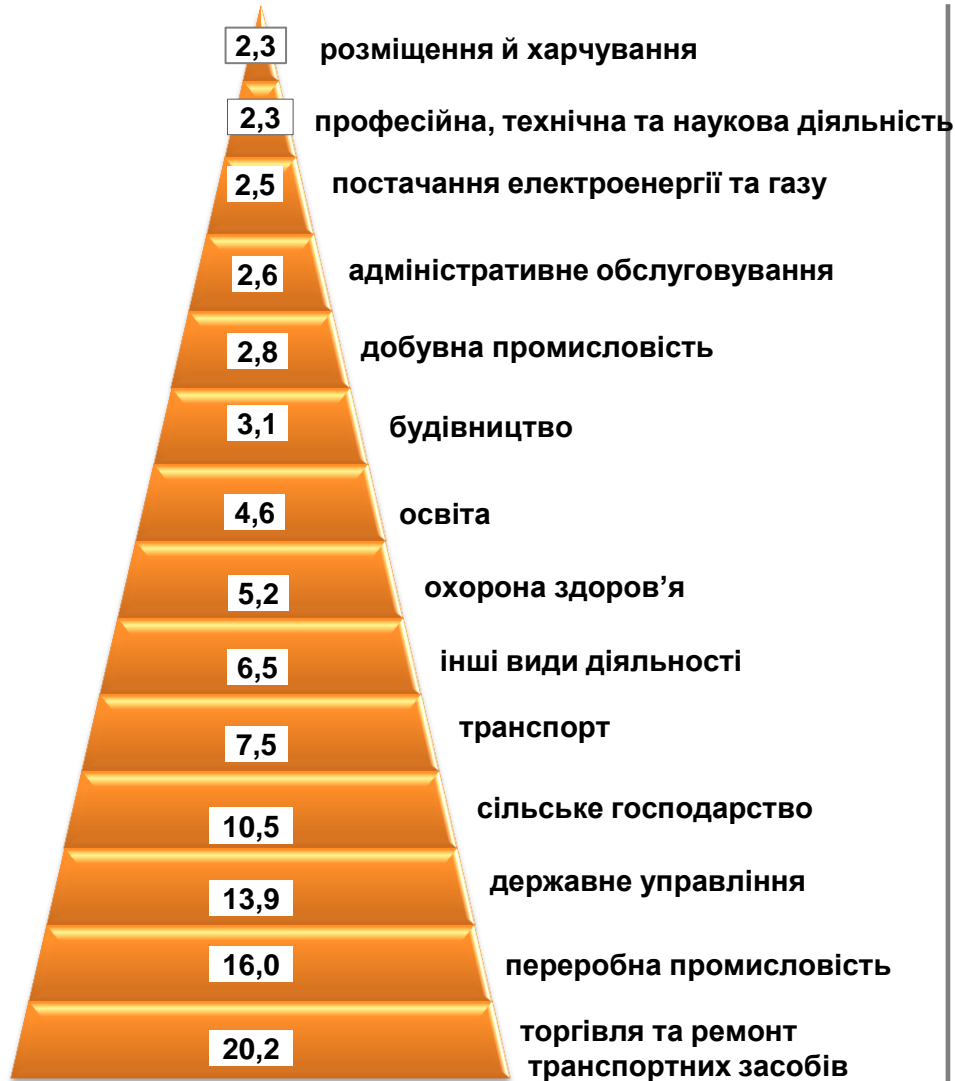 2,3 розміщення й харчування
2,3 професійна, технічна та наукова діяльність
2,5 постачання електроенергії та газу
2,6 адміністративне обслуговування
2,8 добувна промисловість
3,1 будівництво
4,6 освіта
5,2 охорона здоров’я
6,5 інші види діяльності
7,5 транспорт
10,5 сільське господарство
13,9 державне управління
16,0 переробна промисловість
20,2 торгівля та ремонт
транспортних засобів